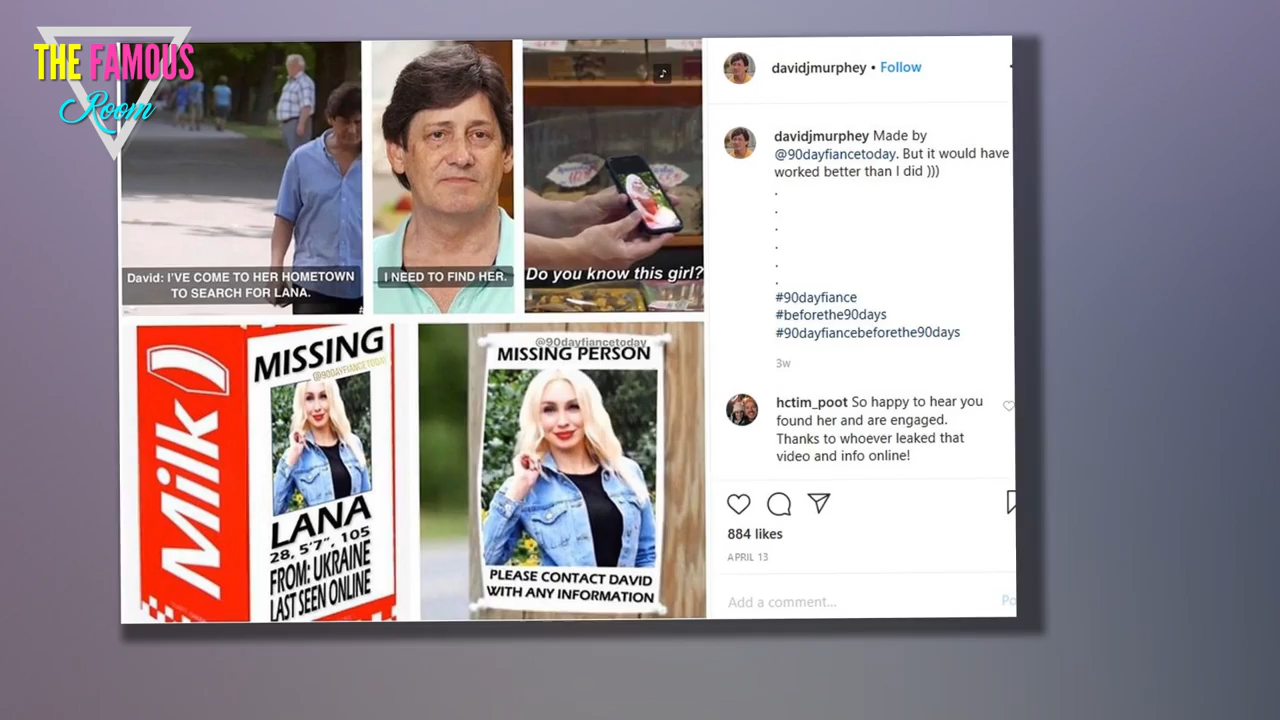 THE FAMOUS
Room
David: I'VE COME TO HER HOMETOWN
TO SEARCH FOR LANA.
I NEED TO FIND HER.
Do you know this girl?
Milk
MISSING
@90DAYFIANCETODAY
LANA
28, 5'7", 105
FROM: UKRAINE
LAST SEEN ONLINE
@90dayfiancetoday
MISSING PERSON
PLEASE CONTACT DAVID
WITH ANY INFORMATION
davidjmurphey • Follow
davidjmurphey Made by
@90dayfiancetoday. But it would have
worked better than I did )))
.
.
.
.
.
.
#90dayfiance
#beforethe90days
#90dayfiancebeforethe90days
3w
hctim_poot So happy to hear you
found her and are engaged.
Thanks to whoever leaked that
video and info online!
884 likes
APRIL 13
Add a comment...
Po